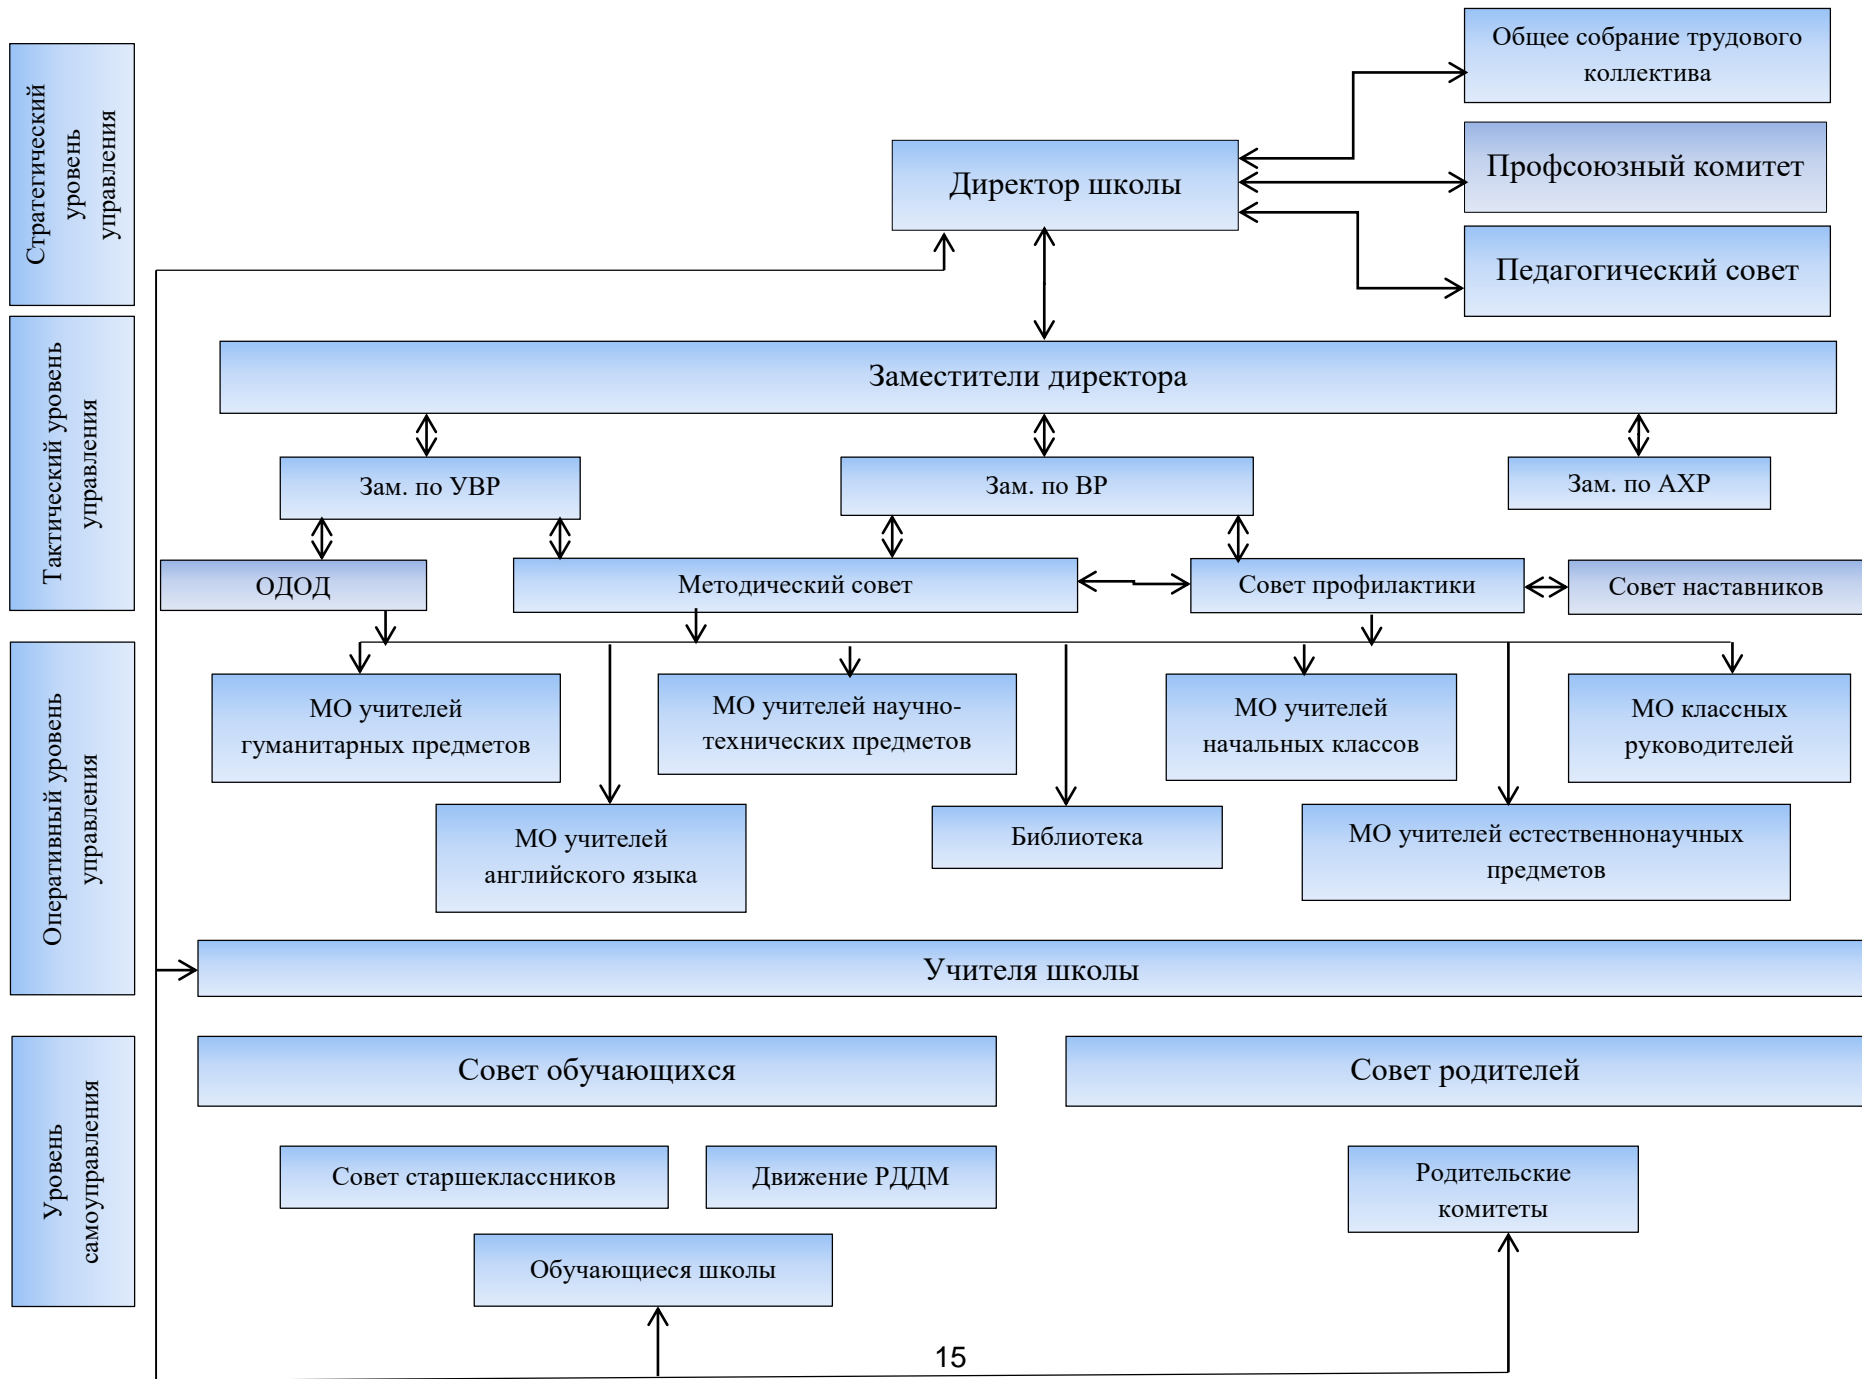 Стратегический
уровень
управления
Общее собрание трудового
коллектива
Директор школы
Профсоюзный комитет
Педагогический совет
Тактический уровень
управления
Заместители директора
Зам. по УВР
Зам. по ВР
Зам. по АХР
ОДОД
Методический совет
Совет профилактики
Совет наставников
Оперативный уровень
управления
МО учителей
гуманитарных предметов
МО учителей научно-
технических предметов
МО учителей
начальных классов
МО классных
руководителей
МО учителей
английского языка
Библиотека
МО учителей естественнонаучных
предметов
Учителя школы
Уровень
самоуправления
Совет обучающихся
Совет родителей
Совет старшеклассников
Движение РДДМ
Родительские
комитеты
Обучающиеся школы
15